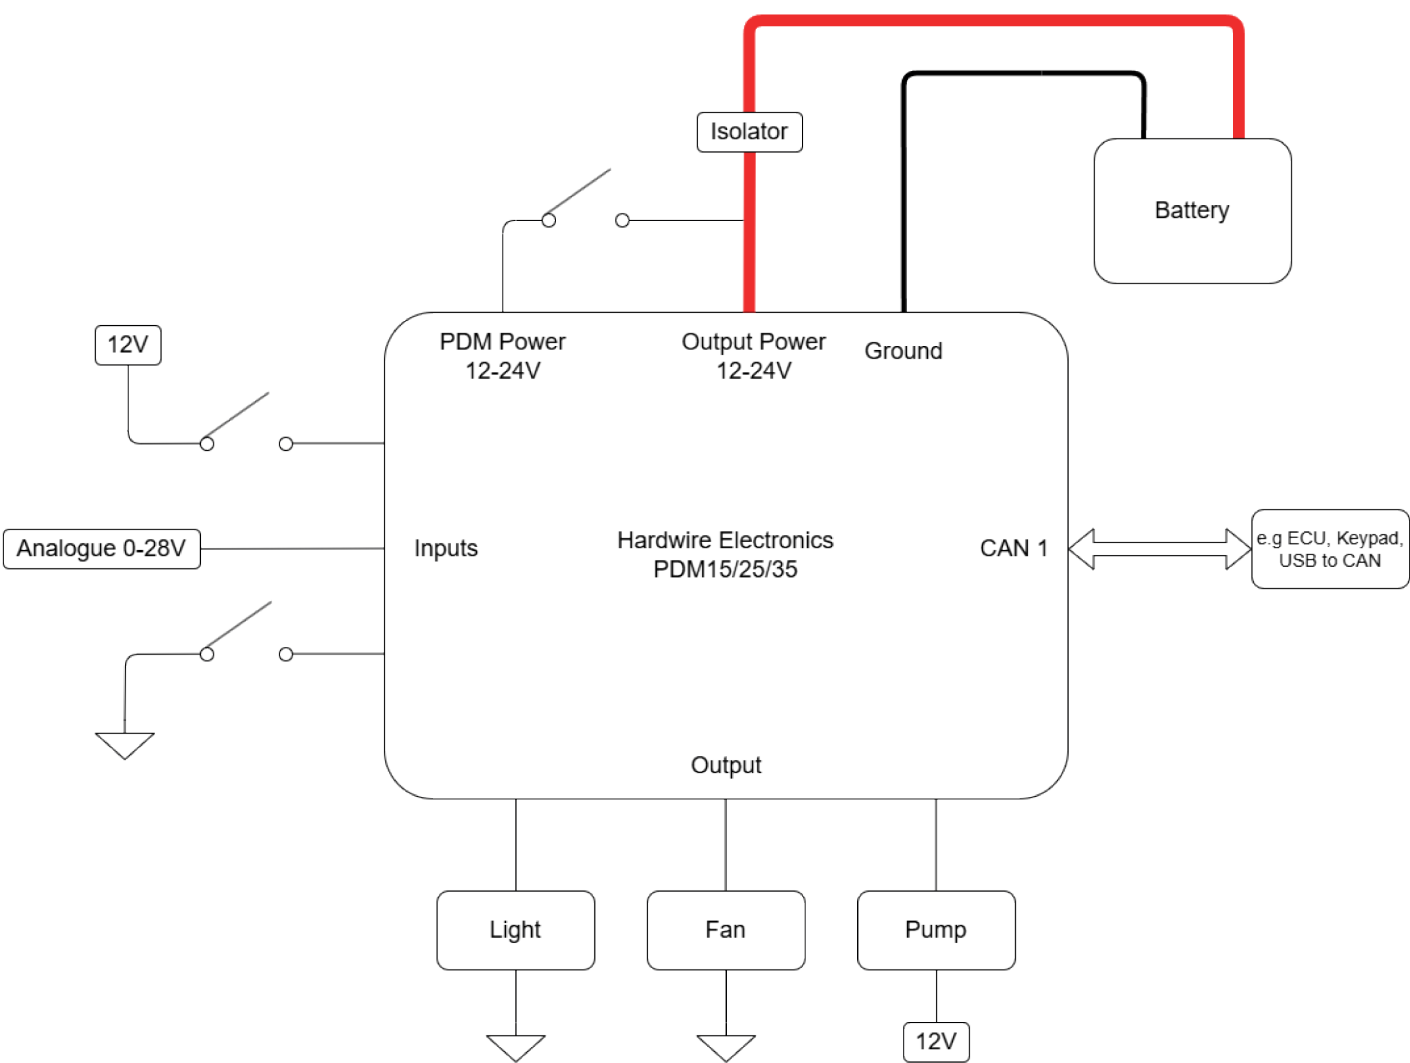 Isolator
Battery
PDM Power
12-24V
Output Power
12-24V
Ground
12V
Analogue 0-28V
Inputs
Hardwire Electronics
PDM15/25/35
CAN 1
e.g ECU, Keypad,
USB to CAN
Output
Light
Fan
Pump
12V